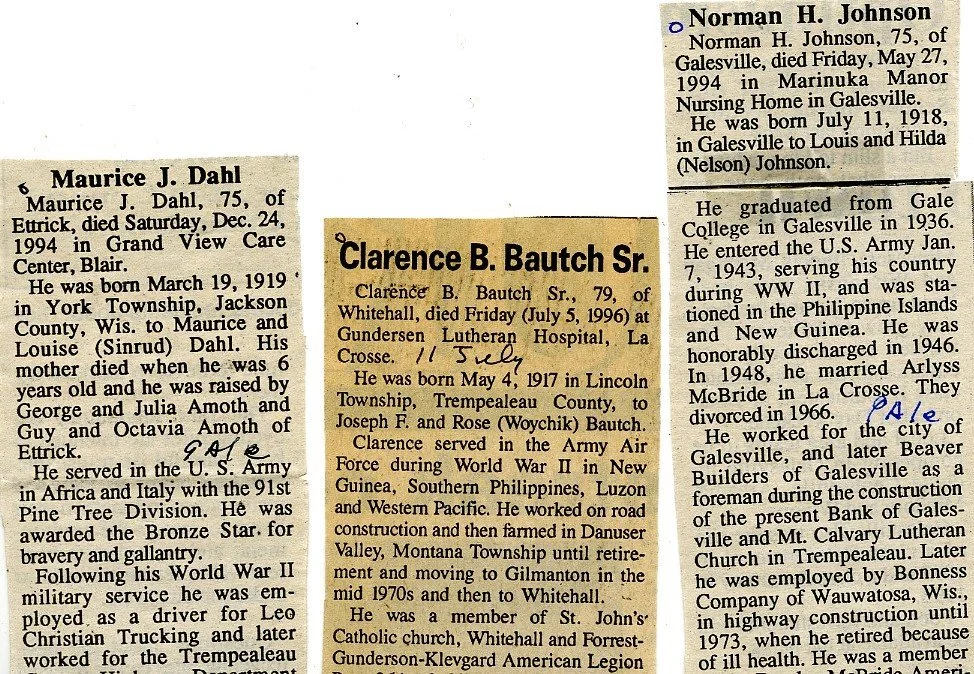 Maurice J. Dahl
Maurice J. Dahl, 75, of
Ettrick, died Saturday, Dec. 24,
1994 in Grand View Care
Center, Blair.
He was born March 19, 1919
in York Township, Jackson
County, Wis. to Maurice and
Louise (Sinrud) Dahl. His
mother died when he was 6
years old and he was raised by
George and Julia Amoth and
Guy and Octavia Amoth of
Ettrick. GAle
He served in the U. S. Army
in Africa and Italy with the 91st
Pine Tree Division. He was
awarded the Bronze Star for
bravery and gallantry.
Following his World War II
military service he was em-
ployed as a driver for Leo
Christian Trucking and later
worked for the Trempealeau
Clarence B. Bautch Sr.
Clarence B. Bautch Sr., 79, of
Whitehall, died Friday (July 5, 1996) at
Gundersen Lutheran Hospital, La
Crosse. 11 July
He was born May 4, 1917 in Lincoln
Township, Trempealeau County, to
Joseph F. and Rose (Woychik) Bautch.
Clarence served in the Army Air
Force during World War II in New
Guinea, Southern Philippines, Luzon
and Western Pacific. He worked on road
construction and then farmed in Danuser
Valley, Montana Township until retire-
ment and moving to Gilmanton in the
mid 1970s and then to Whitehall.
He was a member of St. John's
Catholic church, Whitehall and Forrest-
Gunderson-Klevgard American Legion
Norman H. Johnson
Norman H. Johnson, 75, of
Galesville, died Friday, May 27,
1994 in Marinuka Manor
Nursing Home in Galesville.
He was born July 11, 1918,
in Galesville to Louis and Hilda
(Nelson) Johnson.
He graduated from Gale
College in Galesville in 1936.
He entered the U.S. Army Jan.
7, 1943, serving his country
during WW II, and was sta-
tioned in the Philippine Islands
and New Guinea. He was
honorably discharged in 1946.
In 1948, he married Arlyss
McBride in La Crosse. They
divorced in 1966. GAle
He worked for the city of
Galesville, and later Beaver
Builders of Galesville as a
foreman during the construction
of the present Bank of Gales-
ville and Mt. Calvary Lutheran
Church in Trempealeau. Later
he was employed by Bonness
Company of Wauwatosa, Wis.,
in highway construction until
1973, when he retired because
of ill health. He was a member